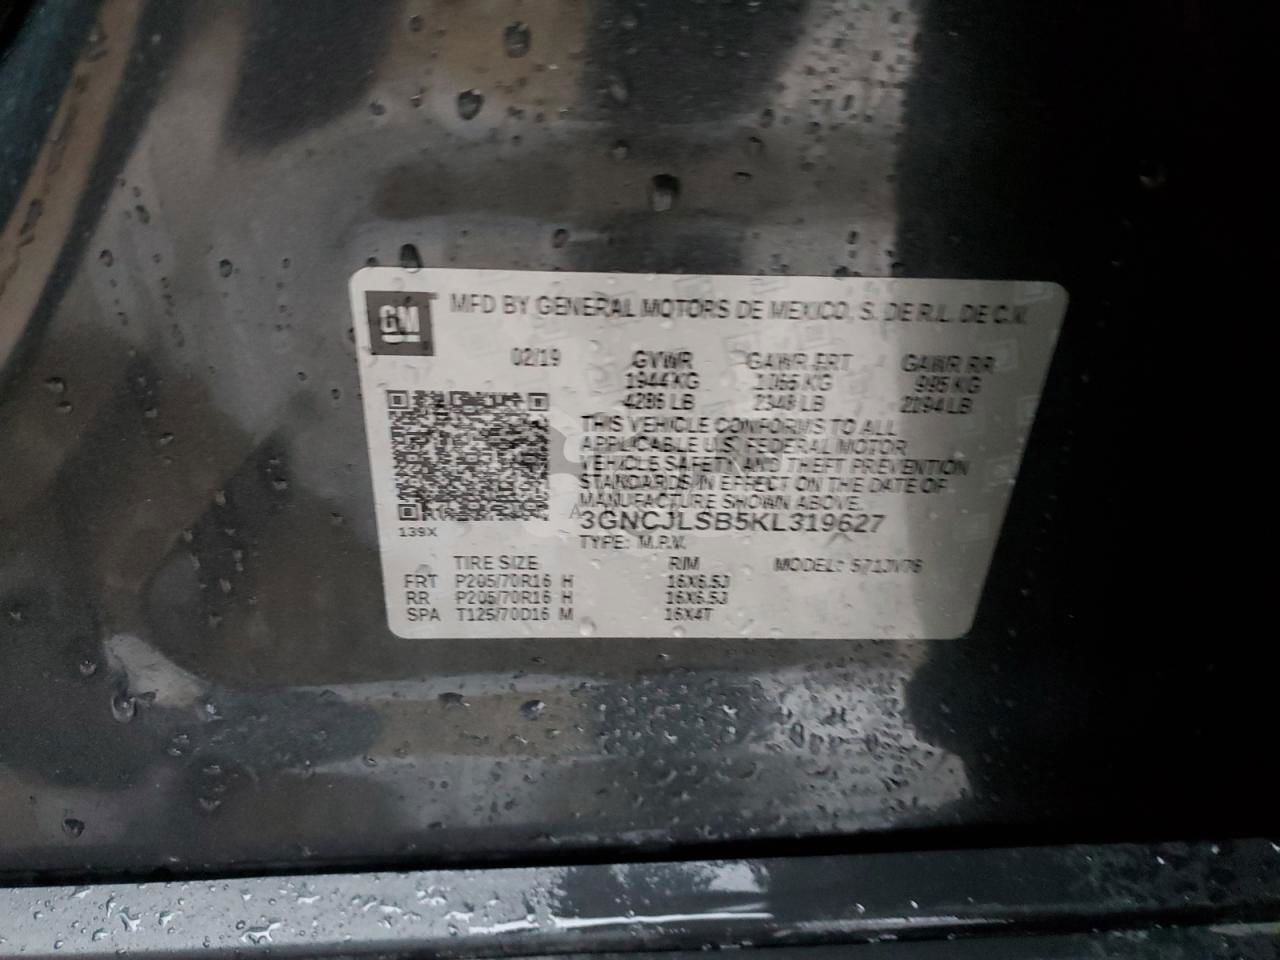 GM
MFD BY GENERAL MOTORS DE MEXICO, S. DE R.L. DE C.V.
02/19 GVWR GAWR FRT GAWR RR
1944 KG 1065 KG 995 KG
4286 LB 2348 LB 2194 LB
THIS VEHICLE CONFORMS TO ALL
APPLICABLE U.S. FEDERAL MOTOR
VEHICLE SAFETY AND THEFT PREVENTION
STANDARDS IN EFFECT ON THE DATE OF
MANUFACTURE SHOWN ABOVE.
3GNCJLSB5KL319627
139X
TYPE: M.P.V.
TIRE SIZE RIM MODEL: 571JV76
FRT P205/70R16 H 16X6.5J
RR P205/70R16 H 16X6.5J
SPA T125/70D16 M 16X4T